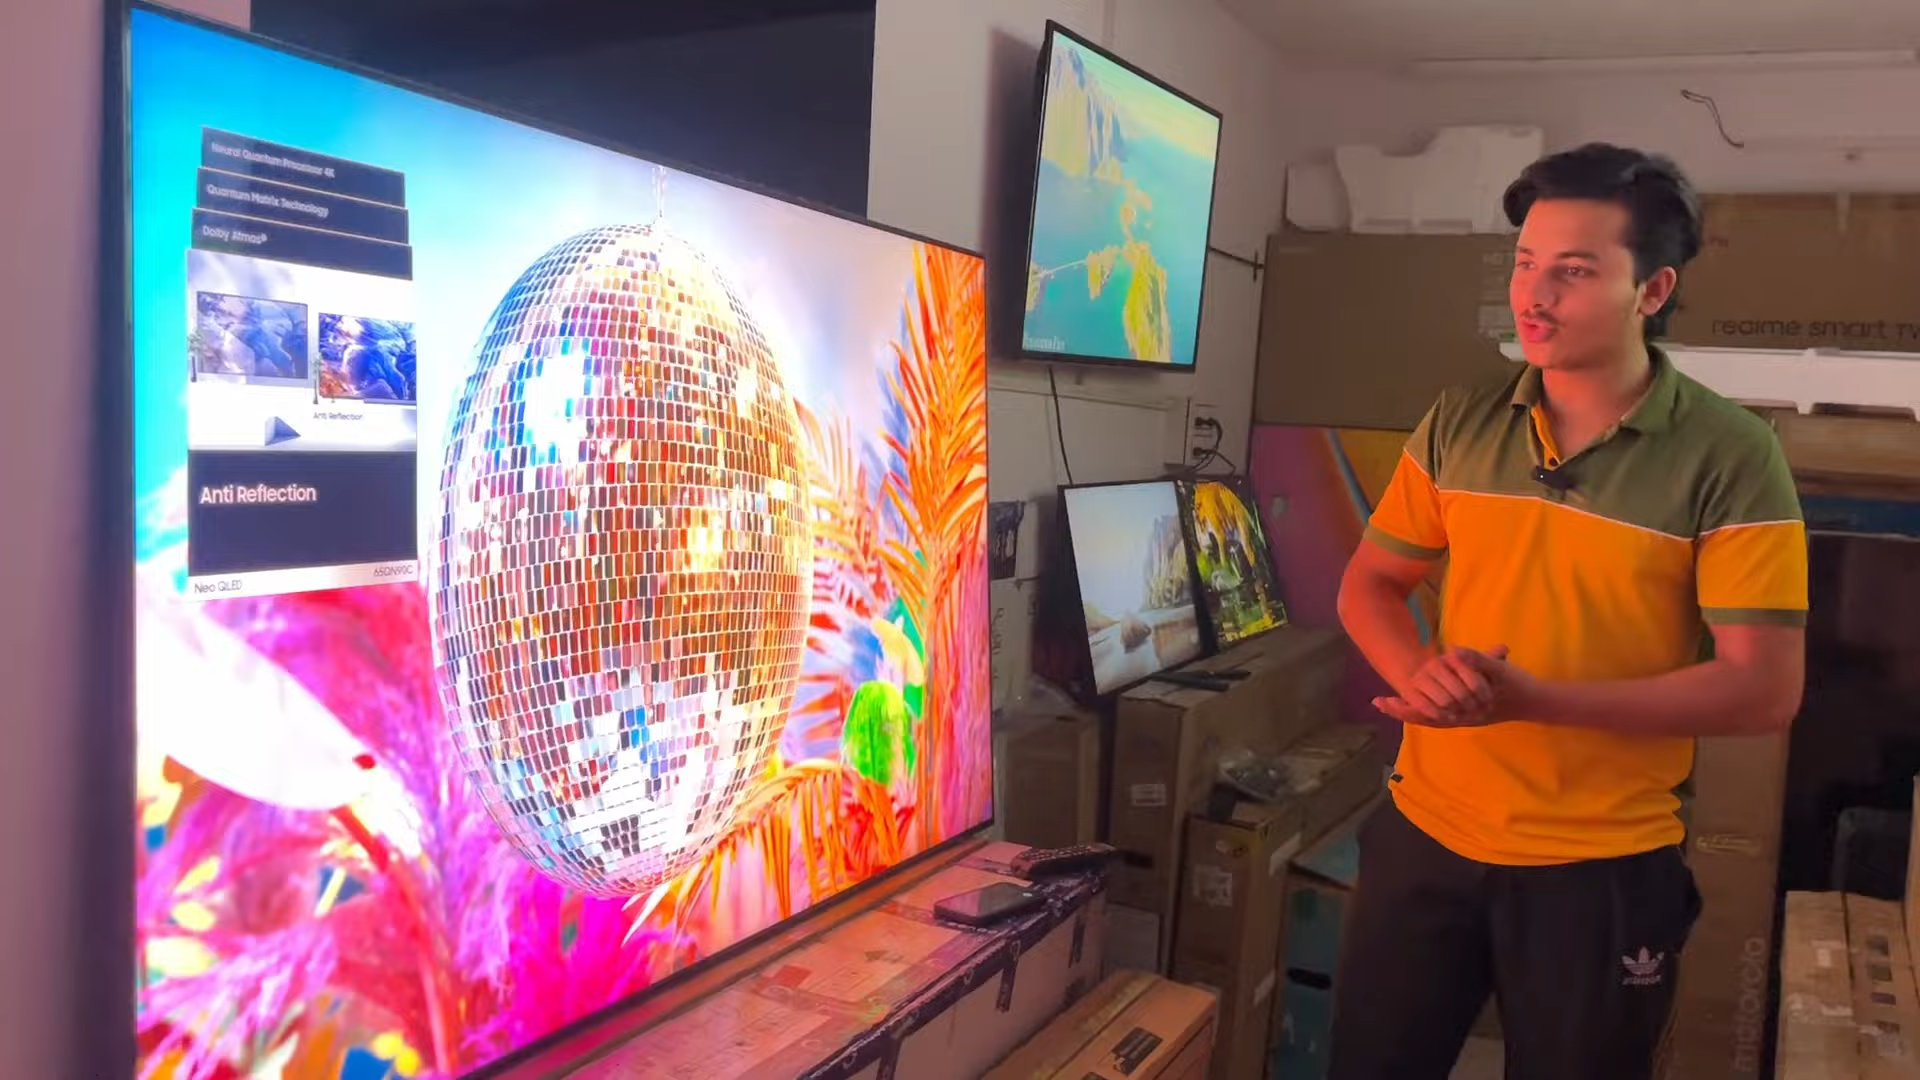 Neural Quantum Processor 4K
Quantum Matrix Technology
Dolby Atmos®
Anti Reflection
Anti Reflection
Neo QLED
65QN90C
realme smart TV